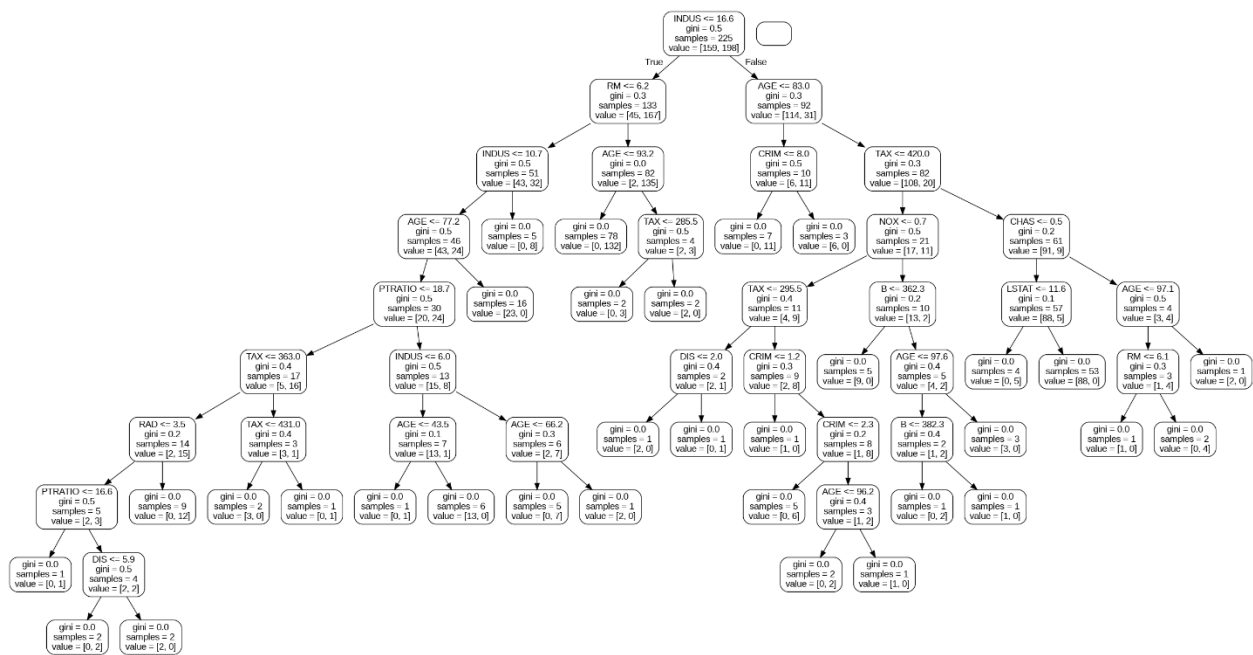 INDUS <= 16.6
gini = 0.5
samples = 225
value = [159, 198]
True
False
RM <= 6.2
gini = 0.3
samples = 133
value = [45, 167]
AGE <= 83.0
gini = 0.3
samples = 92
value = [114, 31]
INDUS <= 10.7
gini = 0.5
samples = 51
value = [43, 32]
AGE <= 93.2
gini = 0.0
samples = 82
value = [2, 135]
CRIM <= 8.0
gini = 0.5
samples = 10
value = [6, 11]
TAX <= 420.0
gini = 0.3
samples = 82
value = [108, 20]
AGE <= 77.2
gini = 0.5
samples = 46
value = [43, 24]
gini = 0.0
samples = 5
value = [0, 8]
gini = 0.0
samples = 78
value = [0, 132]
TAX <= 285.5
gini = 0.5
samples = 4
value = [2, 3]
gini = 0.0
samples = 7
value = [0, 11]
gini = 0.0
samples = 3
value = [6, 0]
NOX <= 0.7
gini = 0.5
samples = 21
value = [17, 11]
CHAS <= 0.5
gini = 0.2
samples = 61
value = [91, 9]
PTRATIO <= 18.7
gini = 0.5
samples = 30
value = [20, 24]
gini = 0.0
samples = 16
value = [23, 0]
gini = 0.0
samples = 2
value = [0, 3]
gini = 0.0
samples = 2
value = [2, 0]
TAX <= 295.5
gini = 0.4
samples = 11
value = [4, 9]
B <= 362.3
gini = 0.2
samples = 10
value = [13, 2]
LSTAT <= 11.6
gini = 0.1
samples = 57
value = [88, 5]
AGE <= 97.1
gini = 0.5
samples = 4
value = [3, 4]
TAX <= 363.0
gini = 0.4
samples = 17
value = [5, 16]
INDUS <= 6.0
gini = 0.5
samples = 13
value = [15, 8]
DIS <= 2.0
gini = 0.4
samples = 2
value = [2, 1]
CRIM <= 1.2
gini = 0.3
samples = 9
value = [2, 8]
gini = 0.0
samples = 5
value = [9, 0]
AGE <= 97.6
gini = 0.4
samples = 5
value = [4, 2]
gini = 0.0
samples = 4
value = [0, 5]
gini = 0.0
samples = 53
value = [88, 0]
RM <= 6.1
gini = 0.3
samples = 3
value = [1, 4]
gini = 0.0
samples = 1
value = [2, 0]
RAD <= 3.5
gini = 0.2
samples = 14
value = [2, 15]
TAX <= 431.0
gini = 0.4
samples = 3
value = [3, 1]
AGE <= 43.5
gini = 0.1
samples = 7
value = [13, 1]
AGE <= 66.2
gini = 0.3
samples = 6
value = [2, 7]
gini = 0.0
samples = 1
value = [2, 0]
gini = 0.0
samples = 1
value = [0, 1]
gini = 0.0
samples = 1
value = [1, 0]
CRIM <= 2.3
gini = 0.2
samples = 8
value = [1, 8]
B <= 382.3
gini = 0.4
samples = 2
value = [1, 2]
gini = 0.0
samples = 3
value = [3, 0]
gini = 0.0
samples = 1
value = [1, 0]
gini = 0.0
samples = 2
value = [0, 4]
PTRATIO <= 16.6
gini = 0.5
samples = 5
value = [2, 3]
gini = 0.0
samples = 9
value = [0, 12]
gini = 0.0
samples = 2
value = [3, 0]
gini = 0.0
samples = 1
value = [0, 1]
gini = 0.0
samples = 1
value = [0, 1]
gini = 0.0
samples = 6
value = [13, 0]
gini = 0.0
samples = 5
value = [0, 7]
gini = 0.0
samples = 1
value = [2, 0]
gini = 0.0
samples = 5
value = [0, 6]
AGE <= 96.2
gini = 0.4
samples = 3
value = [1, 2]
gini = 0.0
samples = 1
value = [0, 2]
gini = 0.0
samples = 1
value = [1, 0]
gini = 0.0
samples = 1
value = [0, 1]
DIS <= 5.9
gini = 0.5
samples = 4
value = [2, 2]
gini = 0.0
samples = 2
value = [0, 2]
gini = 0.0
samples = 1
value = [1, 0]
gini = 0.0
samples = 2
value = [0, 2]
gini = 0.0
samples = 2
value = [2, 0]